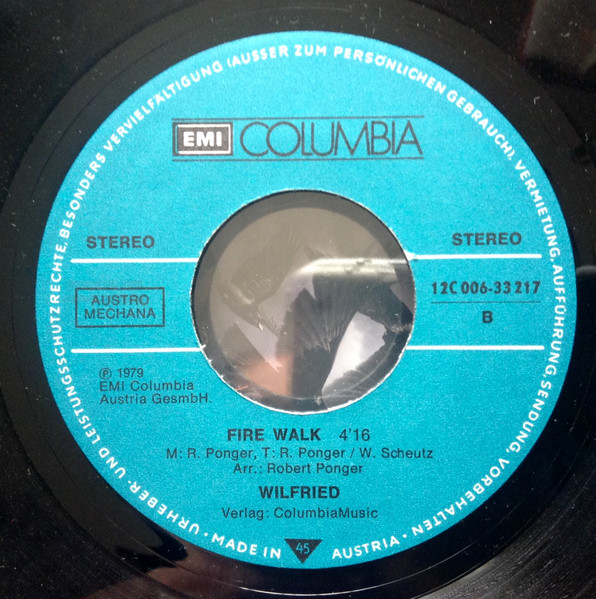 URHEBER- UND LEISTUNGSSCHUTZRECHTE, BESONDERS VERVIELFÄLTIGUNG (AUSSER ZUM PERSÖNLICHEN GEBRAUCH), VERMIETUNG, AUFFÜHRUNG, SENDUNG, VORBEHALTEN · MADE IN 45 AUSTRIA ·
EMI COLUMBIA
STEREO
STEREO
AUSTRO
MECHANA
12C 006-33 217
B
℗ 1979
EMI Columbia
Austria GesmbH.
FIRE WALK 4'16
M: R. Ponger, T: R. Ponger / W. Scheutz
Arr.: Robert Ponger
WILFRIED
Verlag: ColumbiaMusic